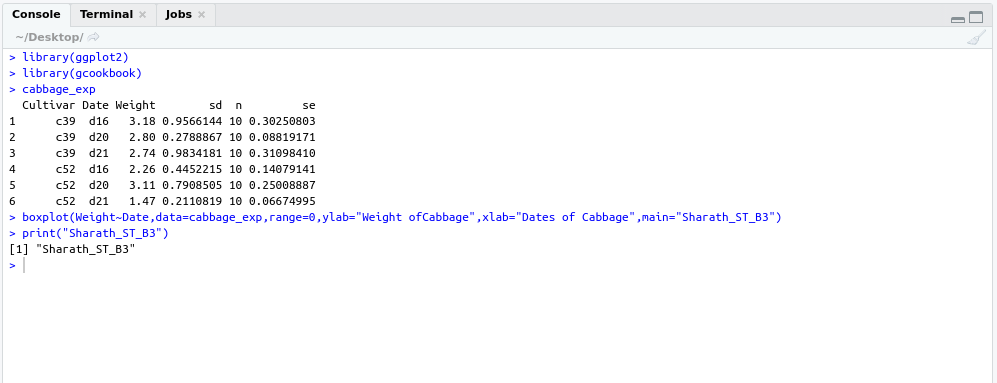 Console Terminal × Jobs ×
~/Desktop/
> library(ggplot2)
> library(gcookbook)
> cabbage_exp
  Cultivar Date Weight        sd  n         se
1      c39  d16   3.18 0.9566144 10 0.30250803
2      c39  d20   2.80 0.2788867 10 0.08819171
3      c39  d21   2.74 0.9834181 10 0.31098410
4      c52  d16   2.26 0.4452215 10 0.14079141
5      c52  d20   3.11 0.7908505 10 0.25008887
6      c52  d21   1.47 0.2110819 10 0.06674995
> boxplot(Weight~Date,data=cabbage_exp,range=0,ylab="Weight ofCabbage",xlab="Dates of Cabbage",main="Sharath_ST_B3")
> print("Sharath_ST_B3")
[1] "Sharath_ST_B3"
>